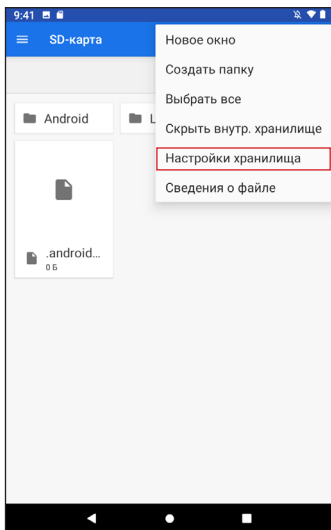 9:41
SD-карта
Новое окно
Создать папку
Выбрать все
Скрыть внутр. хранилище
Настройки хранилища
Сведения о файле
Android
L
.android...
0 Б